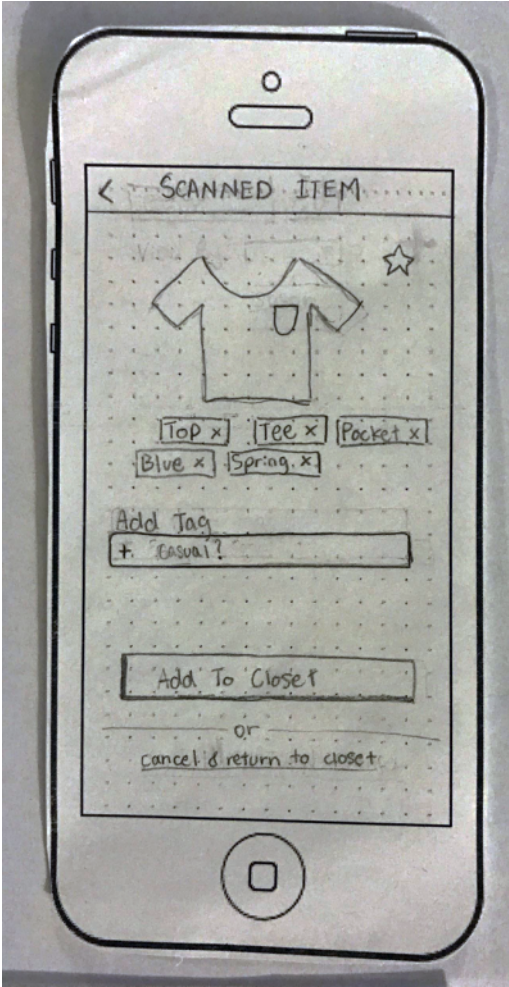 < SCANNED ITEM
Top x Tee x Pocket x
Blue x Spring x
Add Tag
+ Casual?
Add To Closet
or
cancel & return to closet